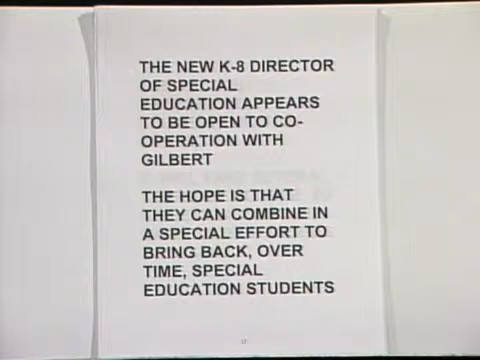 THE NEW K-8 DIRECTOR
OF SPECIAL
EDUCATION APPEARS
TO BE OPEN TO CO-
OPERATION WITH
GILBERT
THE HOPE IS THAT
THEY CAN COMBINE IN
A SPECIAL EFFORT TO
BRING BACK, OVER
TIME, SPECIAL
EDUCATION STUDENTS